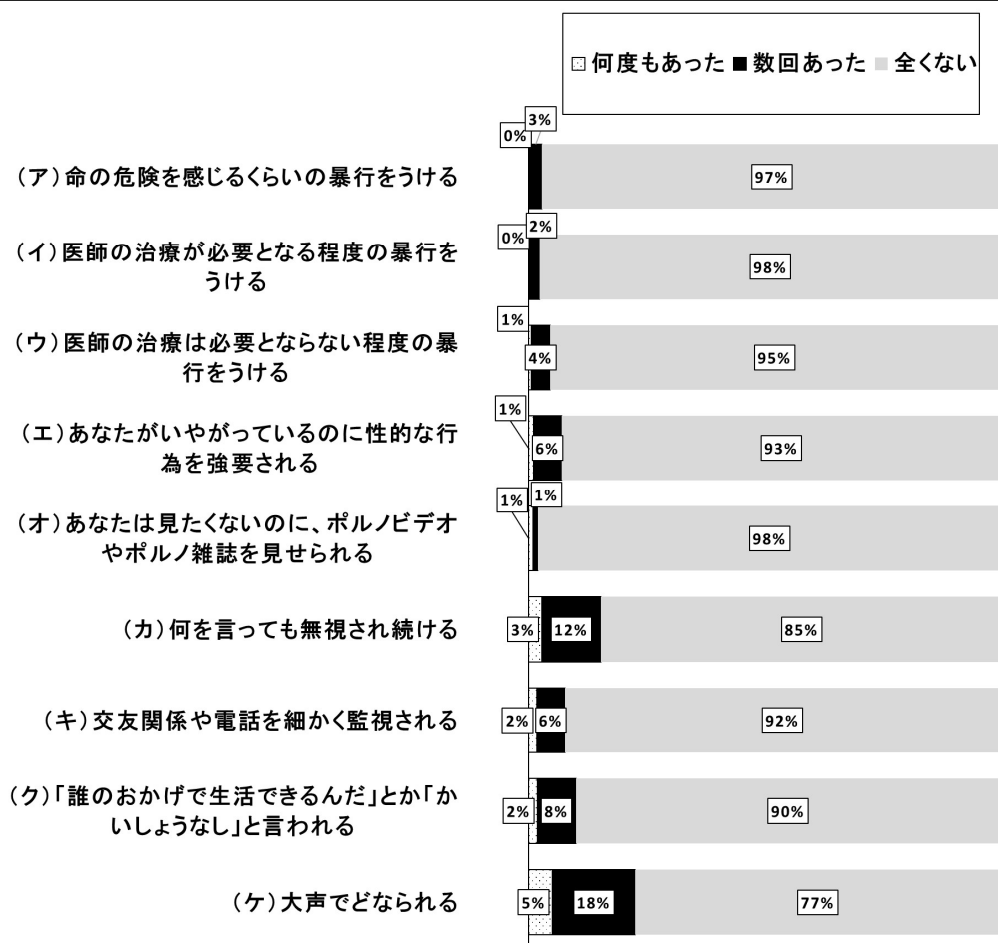 何度もあった 数回あった 全くない
0% 3%
(ア)命の危険を感じるくらいの暴行をうける 97%
0% 2%
(イ)医師の治療が必要となる程度の暴行を
うける
98%
1%
(ウ)医師の治療は必要とならない程度の暴
行をうける
4% 95%
1%
(エ)あなたがいやがっているのに性的な行
為を強要される
6% 93%
1% 1%
(オ)あなたは見たくないのに、ポルノビデオ
やポルノ雑誌を見せられる
98%
(カ)何を言っても無視され続ける 3% 12% 85%
(キ)交友関係や電話を細かく監視される 2% 6% 92%
(ク)「誰のおかげで生活できるんだ」とか「か
いしょうなし」と言われる
2% 8% 90%
(ケ)大声でどなられる 5% 18% 77%